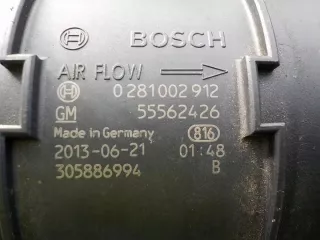 BOSCH
AIR FLOW
0 281 002 912
GM 55562426
Made in Germany 816
2013-06-21 01:48
305886994 B